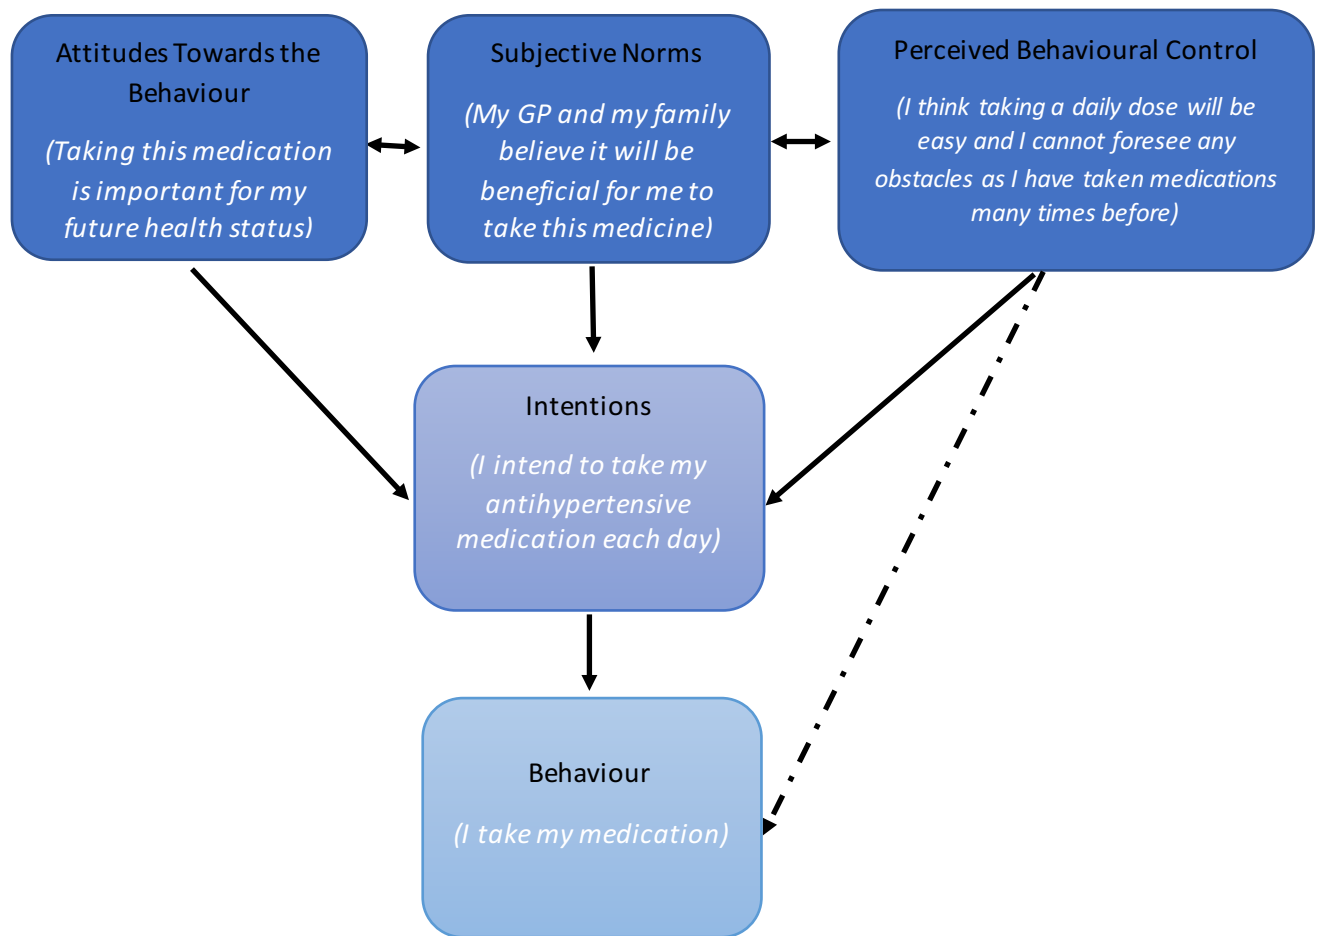 Attitudes Towards the
Behaviour
(Taking this medication
is important for my
future health status)
Subjective Norms
(My GP and my family
believe it will be
beneficial for me to
take this medicine)
Perceived Behavioural Control
(I think taking a daily dose will be
easy and I cannot foresee any
obstacles as I have taken medications
many times before)
Intentions
(I intend to take my
antihypertensive
medication each day)
Behaviour
(I take my medication)